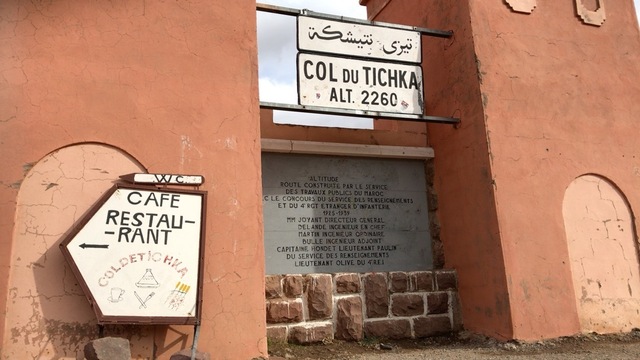 تيزي نتيشكة
COL DU TICHKA
ALT. 2260
ALTITUDE
ROUTE CONSTRUITE PAR LE SERVICE
DES TRAVAUX PUBLICS DU MAROC
LE CONCOURS DU SERVICE DES RENSEIGNEMENTS
ET DU 4e RGT ETRANGER D'INFANTERIE
1925-1939
MM JOYANT DIRECTEUR GENERAL
DELANDE INGENIEUR EN CHEF
MARTIN INGENIEUR ORDINAIRE
BULLE INGENIEUR ADJOINT
CAPITAINE HONDET LIEUTENANT PAULIN
DU SERVICE DES RENSEIGNEMENTS
LIEUTENANT OLIVE DU 4e REI
WC
CAFE
RESTAU-
RANT
COL DE TICHKA